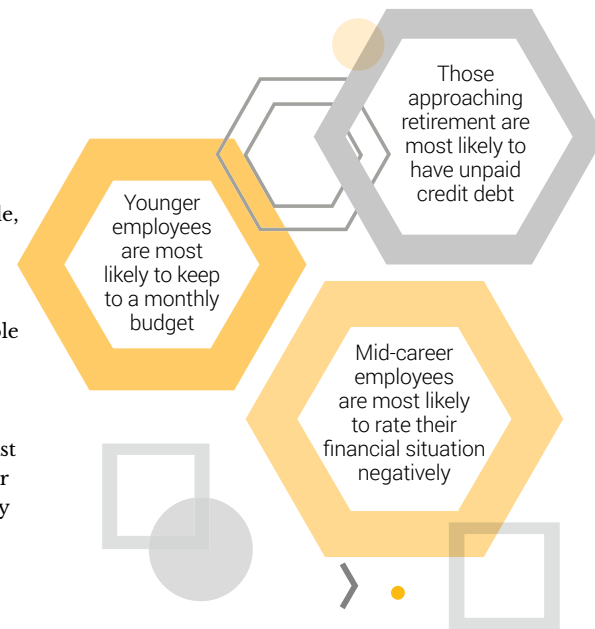 Those
approaching
retirement are
most likely to
have unpaid
credit debt
Younger
employees
are most
likely to keep
to a monthly
budget
Mid-career
employees
are most likely
to rate their
financial situation
negatively